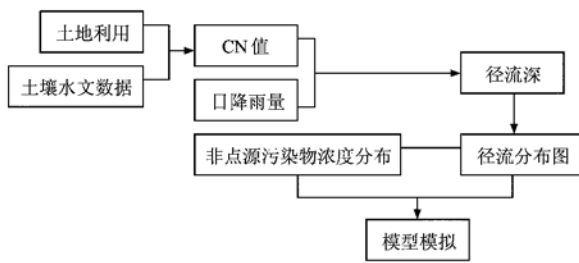 土地利用
CN值
土壤水文数据
径流深
口降雨量
非点源污染物浓度分布
径流分布图
模型模拟